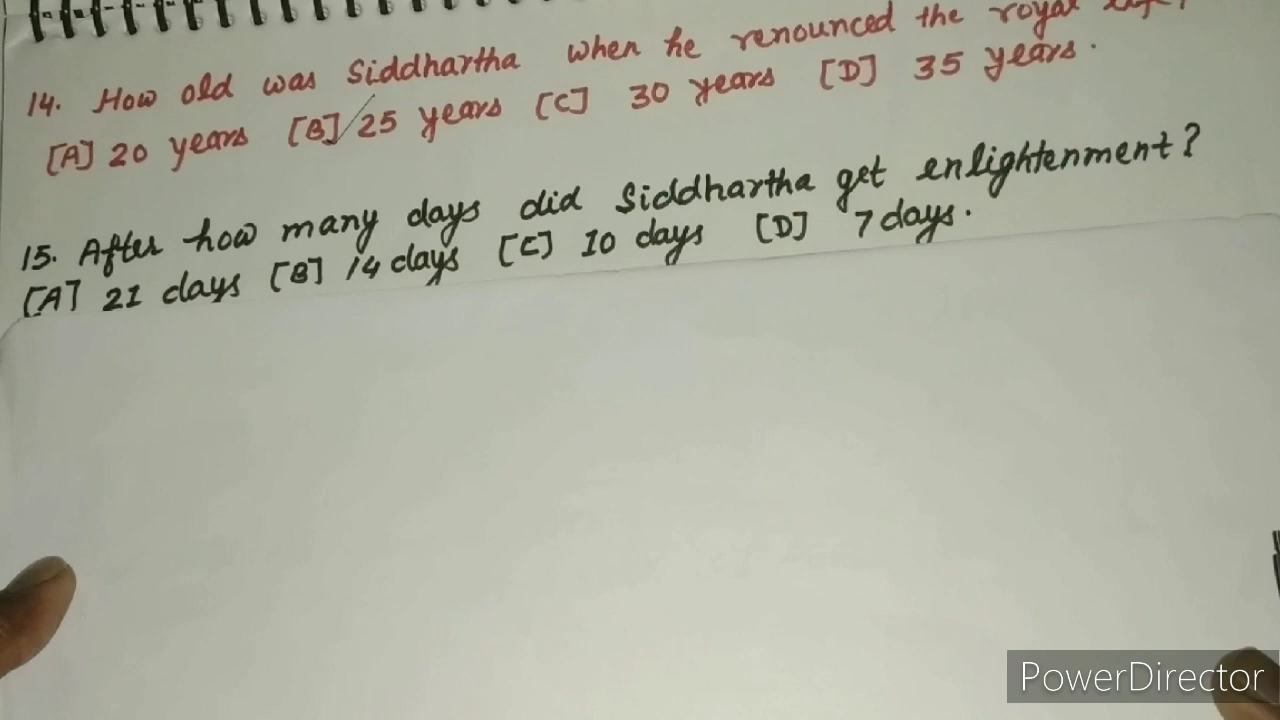 14. How old was Siddhartha when he renounced the royal
[A] 20 years [B] 25 years [C] 30 years [D] 35 years.
15. After how many days did Siddhartha get enlightenment?
[A] 21 days [B] 14 days [C] 10 days [D] 7 days.
PowerDirector